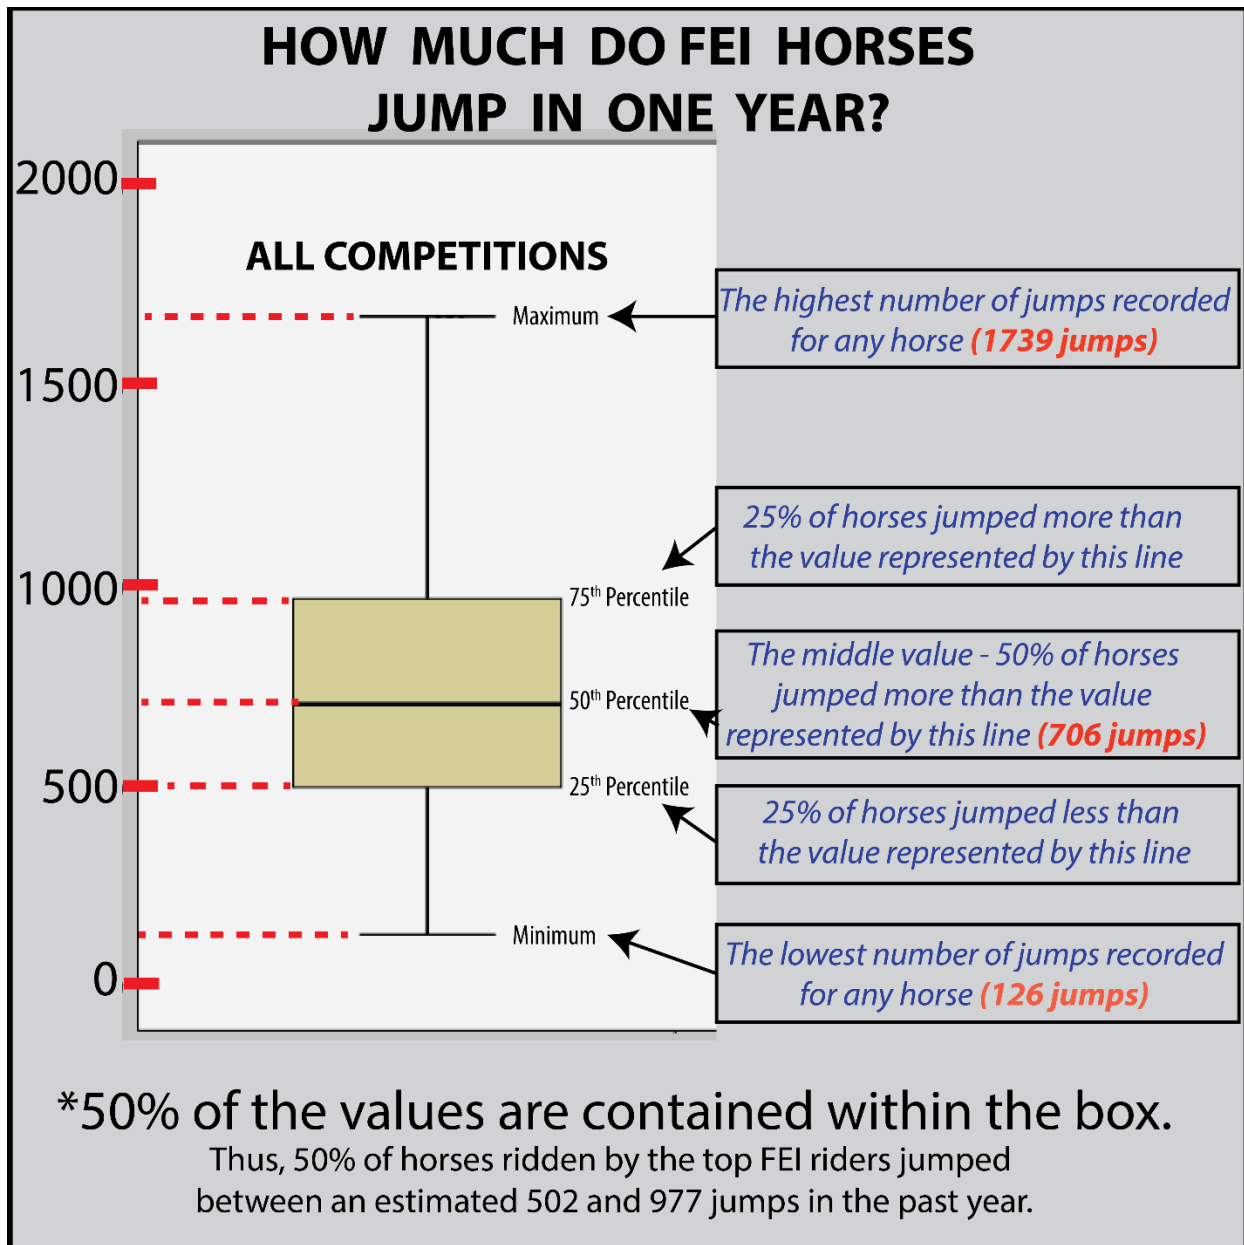 HOW MUCH DO FEI HORSES
JUMP IN ONE YEAR?
2000
ALL COMPETITIONS
Maximum
The highest number of jumps recorded
for any horse (1739 jumps)
1500
25% of horses jumped more than
the value represented by this line
1000
75th Percentile
The middle value - 50% of horses
jumped more than the value
represented by this line (706 jumps)
50th Percentile
500
25th Percentile
25% of horses jumped less than
the value represented by this line
Minimum
The lowest number of jumps recorded
for any horse (126 jumps)
0
*50% of the values are contained within the box.
Thus, 50% of horses ridden by the top FEI riders jumped
between an estimated 502 and 977 jumps in the past year.